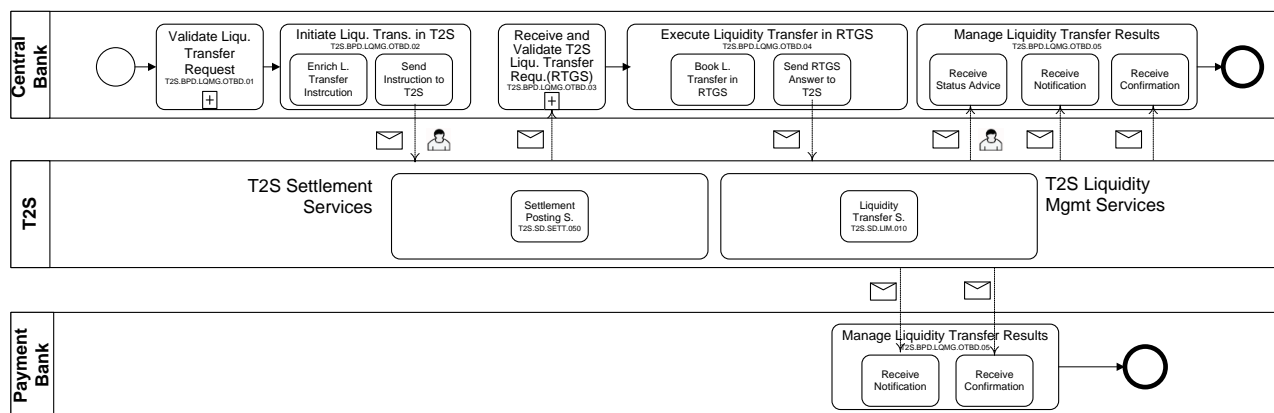 Central
Bank
Validate Liqu.
Transfer
Request
T2S.BPD.LQMG.OTBD.01
Initiate Liqu. Trans. in T2S
T2S.BPD.LQMG.OTBD.02
Enrich L.
Transfer
Instrcution
Send
Instruction to
T2S
Receive and
Validate T2S
Liqu. Transfer
Requ.(RTGS)
T2S.BPD.LQMG.OTBD.03
Execute Liquidity Transfer in RTGS
T2S.BPD.LQMG.OTBD.04
Book L.
Transfer in
RTGS
Send RTGS
Answer to
T2S
Manage Liquidity Transfer Results
T2S.BPD.LQMG.OTBD.05
Receive
Status Advice
Receive
Notification
Receive
Confirmation
T2S
T2S Settlement
Services
Settlement
Posting S.
T2S.SD.SETT.050
Liquidity
Transfer S.
T2S.SD.LIM.010
T2S Liquidity
Mgmt Services
Payment
Bank
Manage Liquidity Transfer Results
T2S.BPD.LQMG.OTBD.05
Receive
Notification
Receive
Confirmation